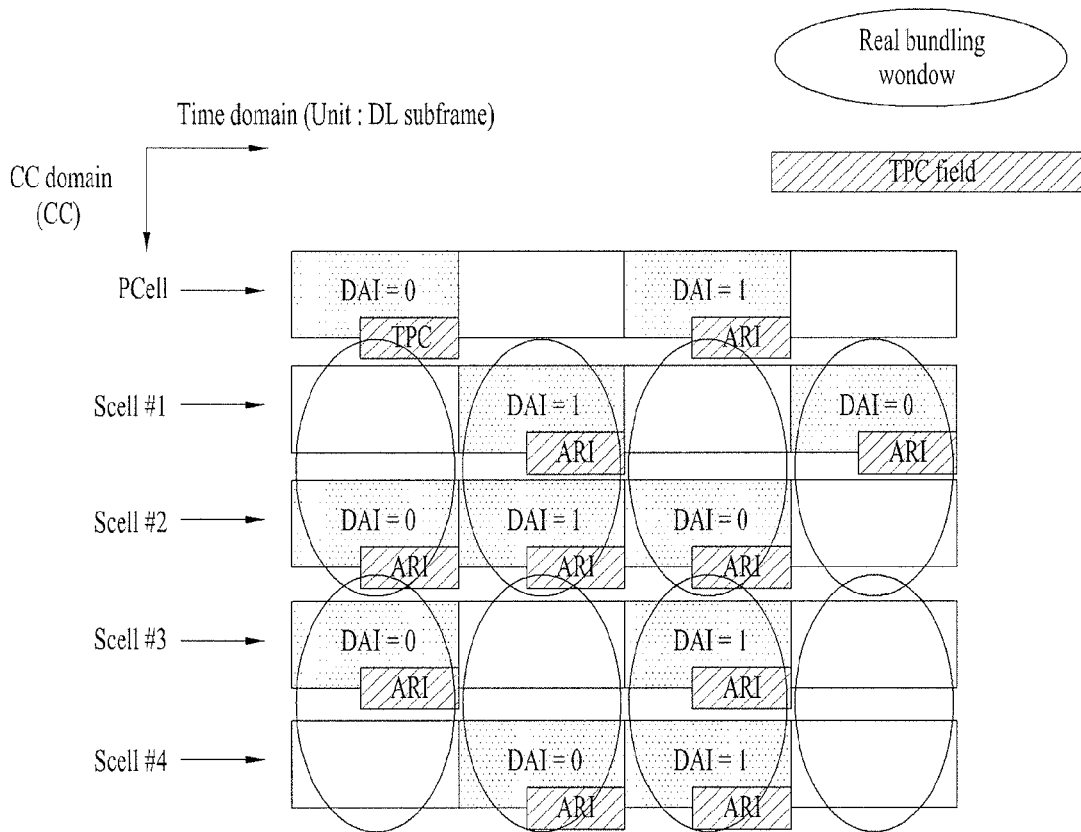 Real bundling
wondow
Time domain (Unit : DL subframe)
TPC field
CC domain
(CC)
PCell
DAI = 0
DAI = 1
TPC
ARI
Scell #1
DAI = 1
DAI = 0
ARI
ARI
Scell #2
DAI = 0
DAI = 1
DAI = 0
ARI
ARI
ARI
Scell #3
DAI = 0
DAI = 1
ARI
ARI
Scell #4
DAI = 0
DAI = 1
ARI
ARI